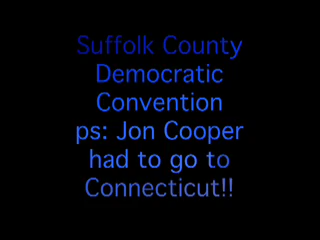 Suffolk County
Democratic
Convention
ps: Jon Cooper
had to go to
Connecticut!!